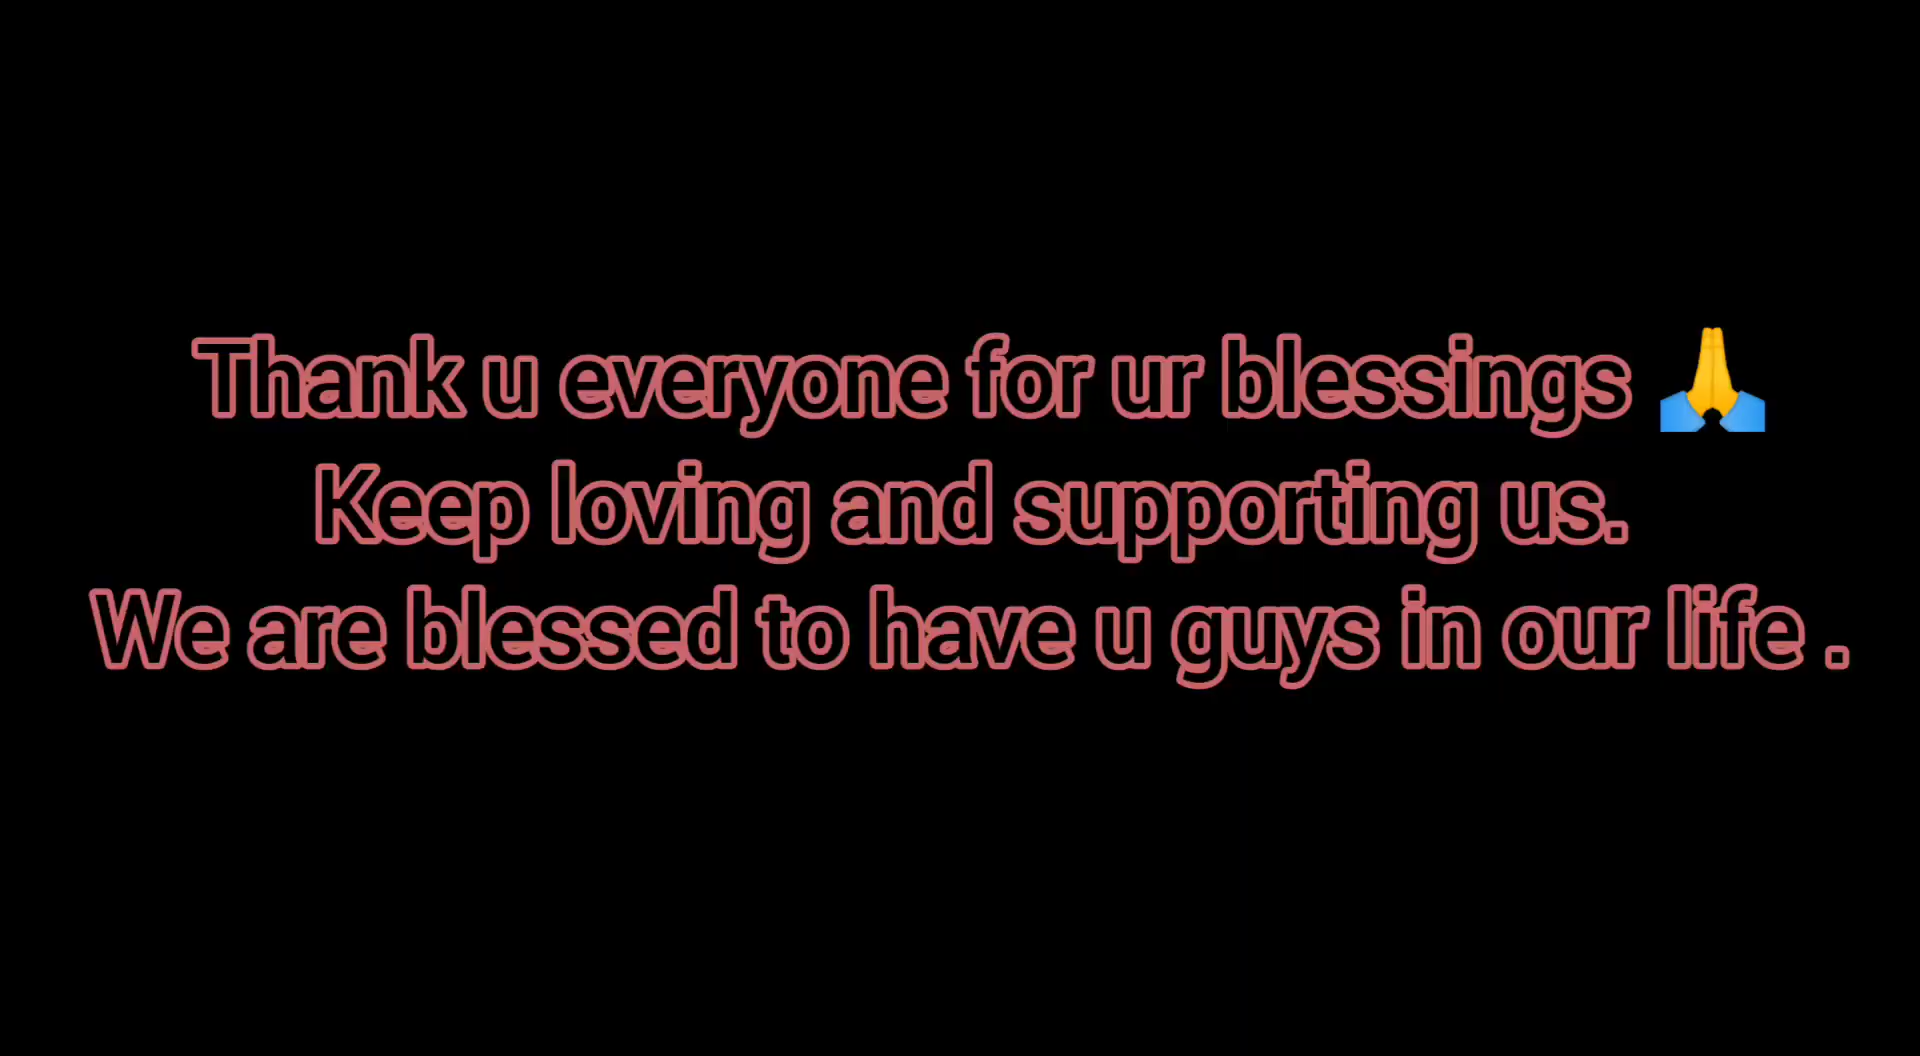 Thank u everyone for ur blessings 🙏
Keep loving and supporting us.
We are blessed to have u guys in our life .